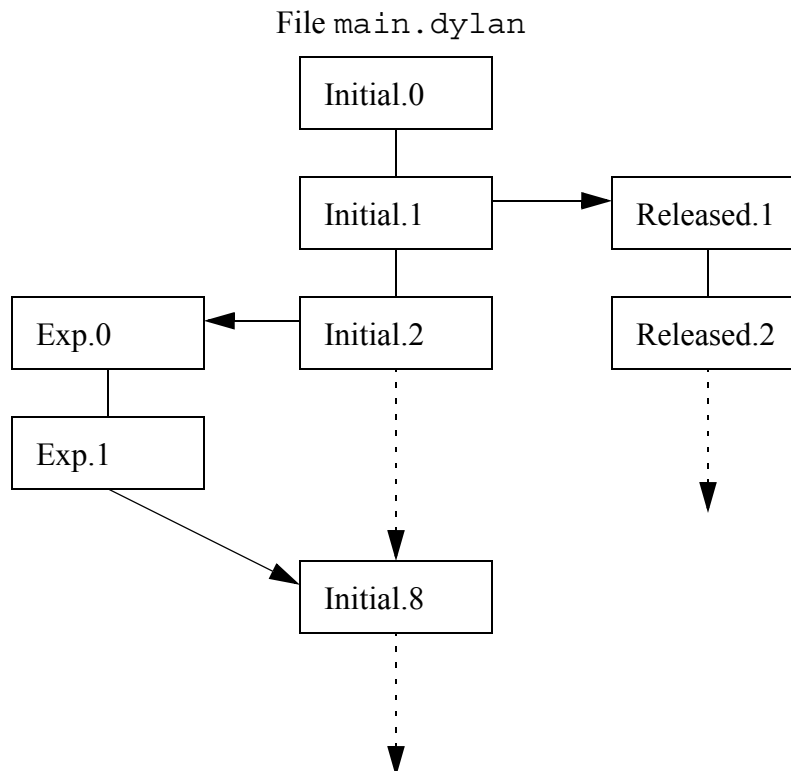 File main.dylan
Initial.0
Initial.1
Released.1
Exp.0
Initial.2
Released.2
Exp.1
Initial.8